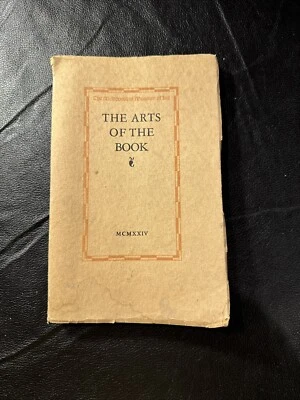 The Metropolitan Museum of Art
THE ARTS
OF THE
BOOK
MCMXXIV